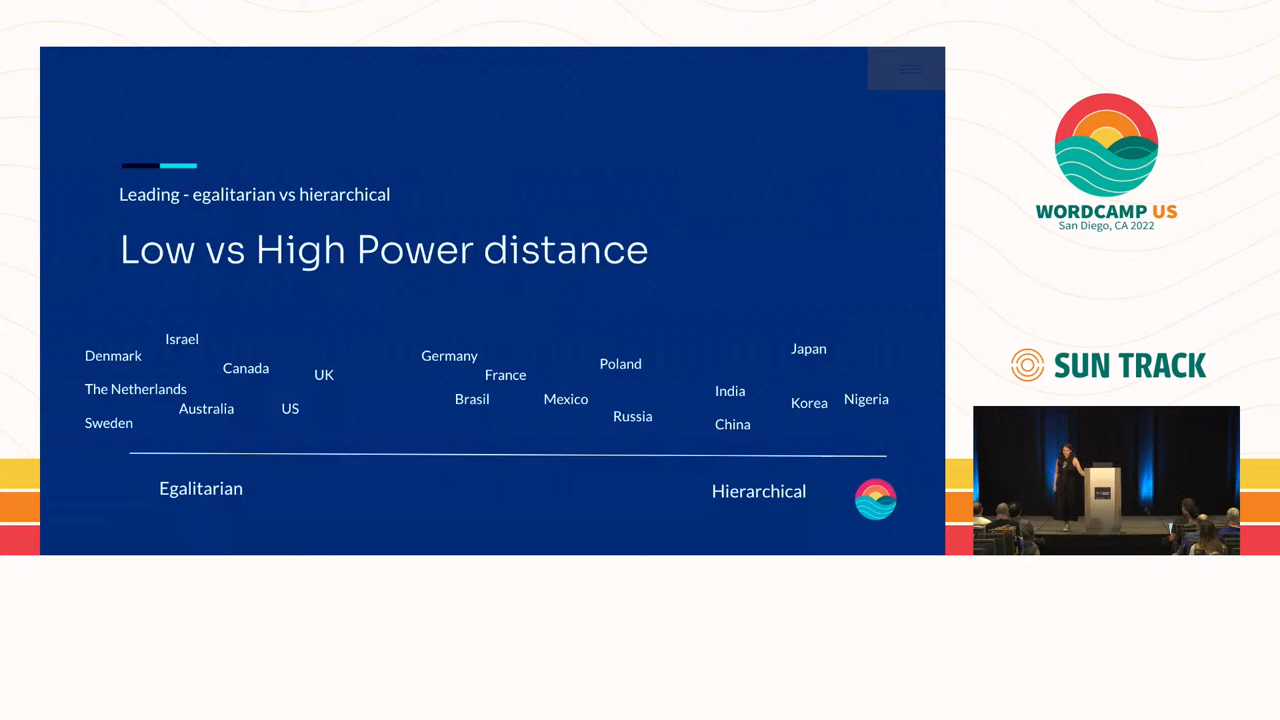 Leading - egalitarian vs hierarchical
Low vs High Power distance
Israel
Denmark
Canada
UK
The Netherlands
Australia
US
Sweden
Germany
France
Brasil
Mexico
Poland
Russia
Japan
India
Korea
Nigeria
China
Egalitarian
Hierarchical
WORDCAMP US
San Diego, CA 2022
SUN TRACK